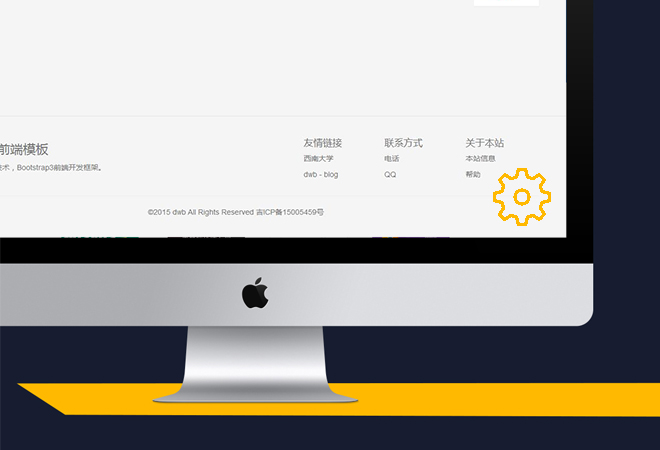 前端模板
术，Bootstrap3前端开发框架。
友情链接
西南大学
dwb - blog
联系方式
电话
QQ
关于本站
本站信息
帮助
©2015 dwb All Rights Reserved 吉ICP备15005459号